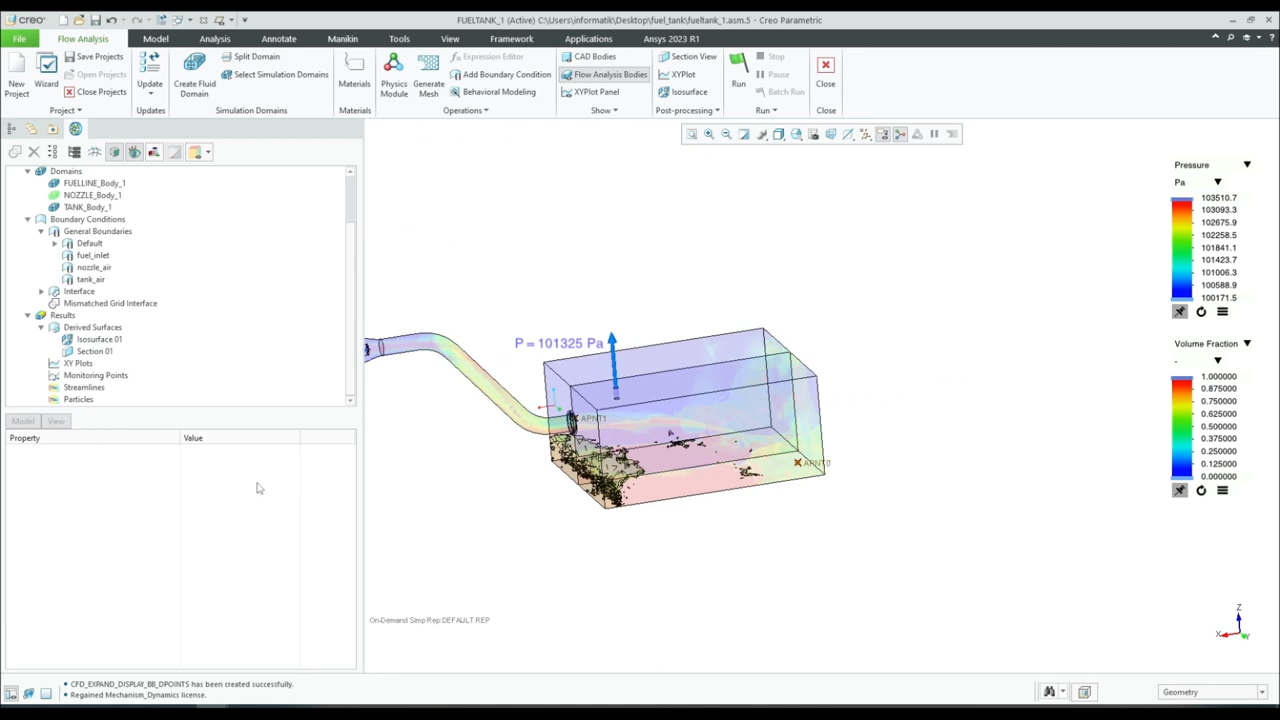 creo
FUELTANK_1 (Active) C:\Users\informatik\Desktop\fuel_tank\fueltank_1.asm.5 - Creo Parametric
File Flow Analysis Model Analysis Annotate Manikin Tools View Framework Applications Ansys 2023 R1
New Project
Wizard
Save Projects
Open Projects
Close Projects
Update
Create Fluid Domain
Split Domain
Select Simulation Domains
Materials
Physics Module
Generate Mesh
Expression Editor
Add Boundary Condition
Behavioral Modeling
CAD Bodies
Flow Analysis Bodies
XYPlot Panel
Section View
XYPlot
Isosurface
Run
Stop
Pause
Batch Run
Close
Project Updates Simulation Domains Materials Operations Show Post-processing Run Close
Domains
FUELLINE_Body_1
NOZZLE_Body_1
TANK_Body_1
Boundary Conditions
General Boundaries
Default
fuel_inlet
nozzle_air
tank_air
Interface
Mismatched Grid Interface
Results
Derived Surfaces
Isosurface 01
Section 01
XY Plots
Monitoring Points
Streamlines
Particles
Model View
Property Value
P = 101325 Pa
APNT1
APNT0
On-Demand Simp Rep:DEFAULT REP
Pressure
Pa
103510.7
103093.3
102675.9
102258.5
101841.1
101423.7
101006.3
100588.9
100171.5
Volume Fraction
-
1.000000
0.875000
0.750000
0.625000
0.500000
0.375000
0.250000
0.125000
0.000000
Z
X
Y
• CFD_EXPAND_DISPLAY_BB_DPOINTS has been created successfully.
• Regained Mechanism_Dynamics license.
Geometry